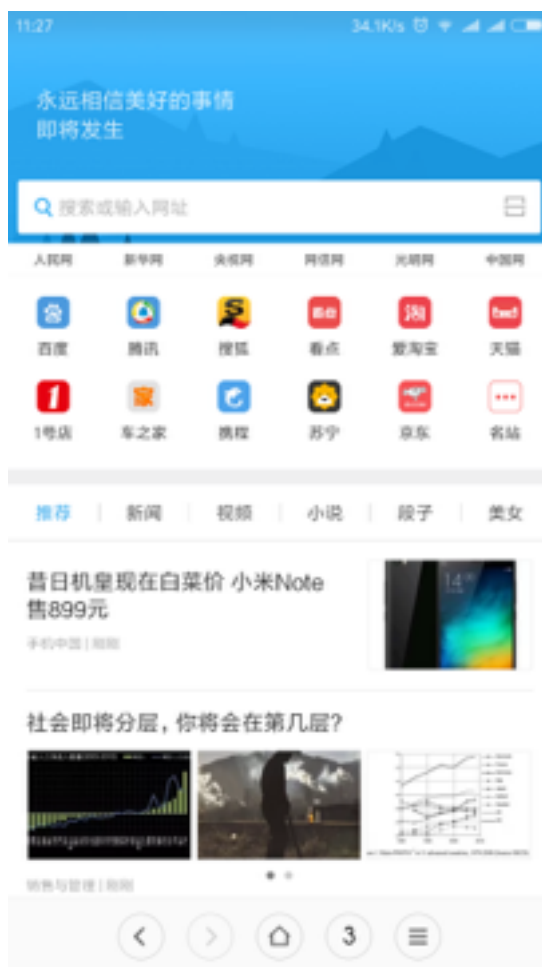 11:27
34.1K/s
永远相信美好的事情
即将发生
搜索或输入网址
人民网 新华网 央视网 网信网 光明网 中国网
百度 腾讯 搜狐 看点 爱淘宝 天猫
1号店 车之家 携程 苏宁 京东 名站
推荐 新闻 视频 小说 段子 美女
昔日机皇现在白菜价 小米Note
售899元
手机中国 | 刚刚
社会即将分层，你将会在第几层?
销售与管理 | 刚刚
3